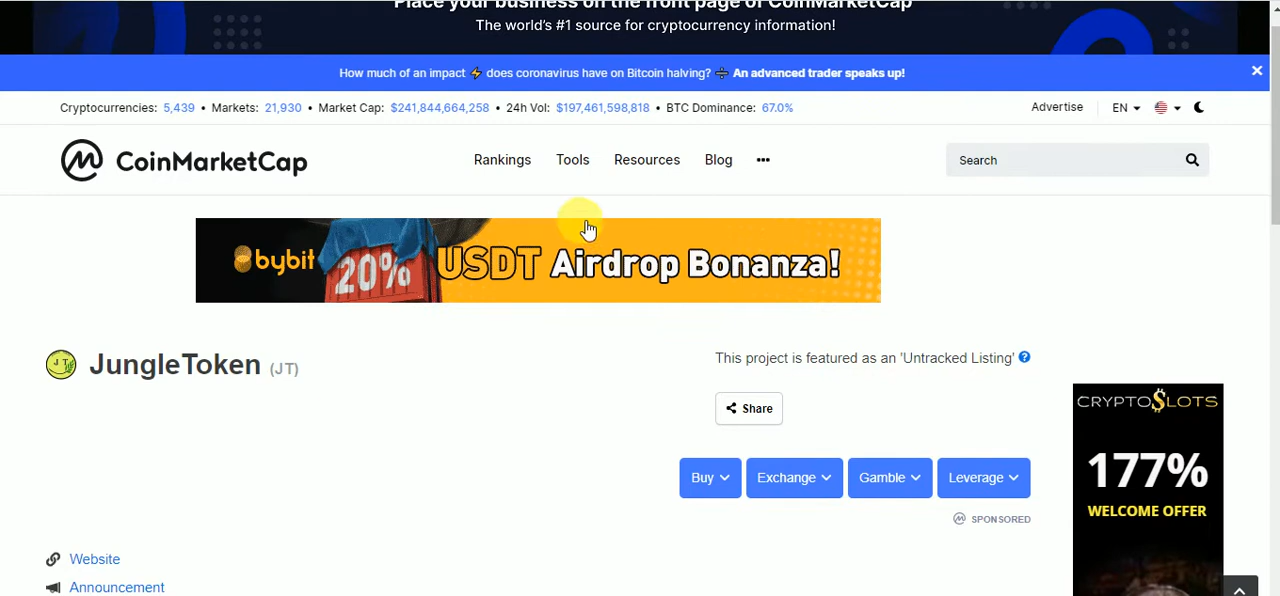 Place your business on the front page of CoinMarketCap
The world's #1 source for cryptocurrency information!
How much of an impact ⚡ does coronavirus have on Bitcoin halving? ➗ An advanced trader speaks up!
Cryptocurrencies: 5,439 • Markets: 21,930 • Market Cap: $241,844,664,258 • 24h Vol: $197,461,598,818 • BTC Dominance: 67.0%
Advertise EN
CoinMarketCap
Rankings Tools Resources Blog •••
Search
bybit 20% USDT Airdrop Bonanza!
JungleToken (JT)
This project is featured as an 'Untracked Listing'
Share
CRYPTO$LOTS
177%
WELCOME OFFER
Buy Exchange Gamble Leverage
SPONSORED
Website
Announcement